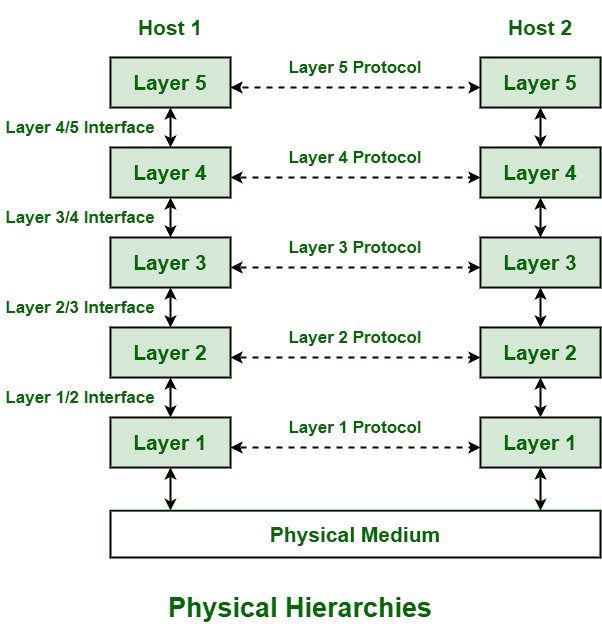 Host 1
Host 2
Layer 5
Layer 5 Protocol
Layer 5
Layer 4/5 Interface
Layer 4
Layer 4 Protocol
Layer 4
Layer 3/4 Interface
Layer 3
Layer 3 Protocol
Layer 3
Layer 2/3 Interface
Layer 2
Layer 2 Protocol
Layer 2
Layer 1/2 Interface
Layer 1
Layer 1 Protocol
Layer 1
Physical Medium
Physical Hierarchies